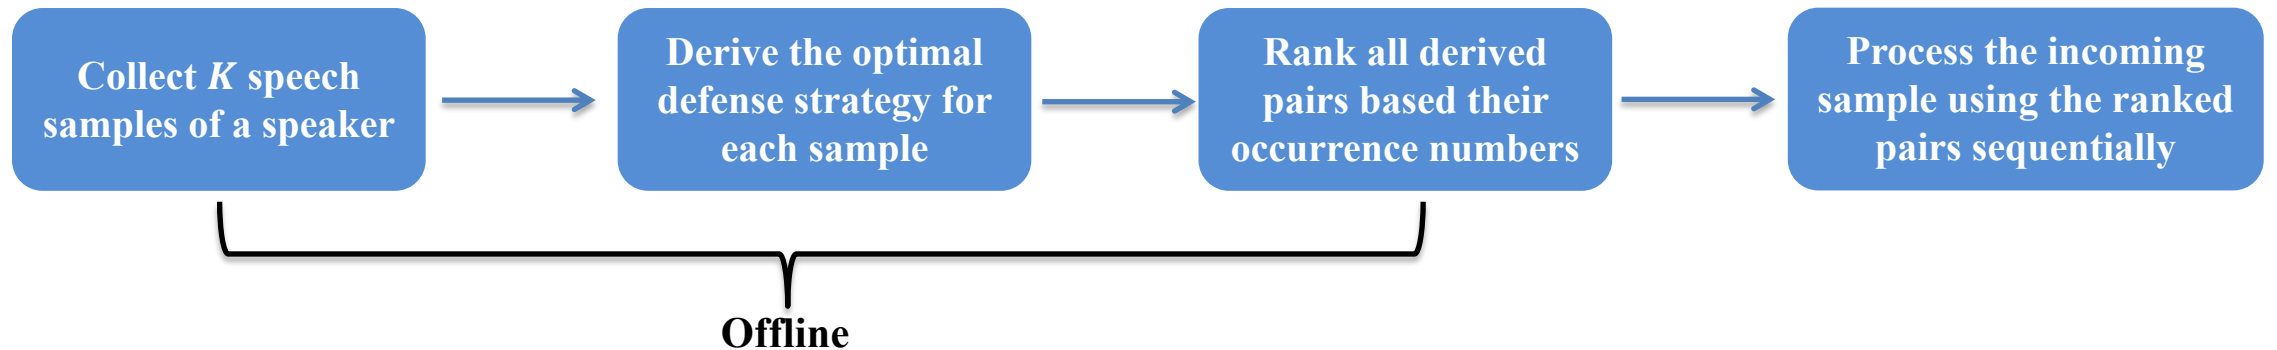 Collect K speech
samples of a speaker
Derive the optimal
defense strategy for
each sample
Rank all derived
pairs based their
occurrence numbers
Process the incoming
sample using the ranked
pairs sequentially
Offline